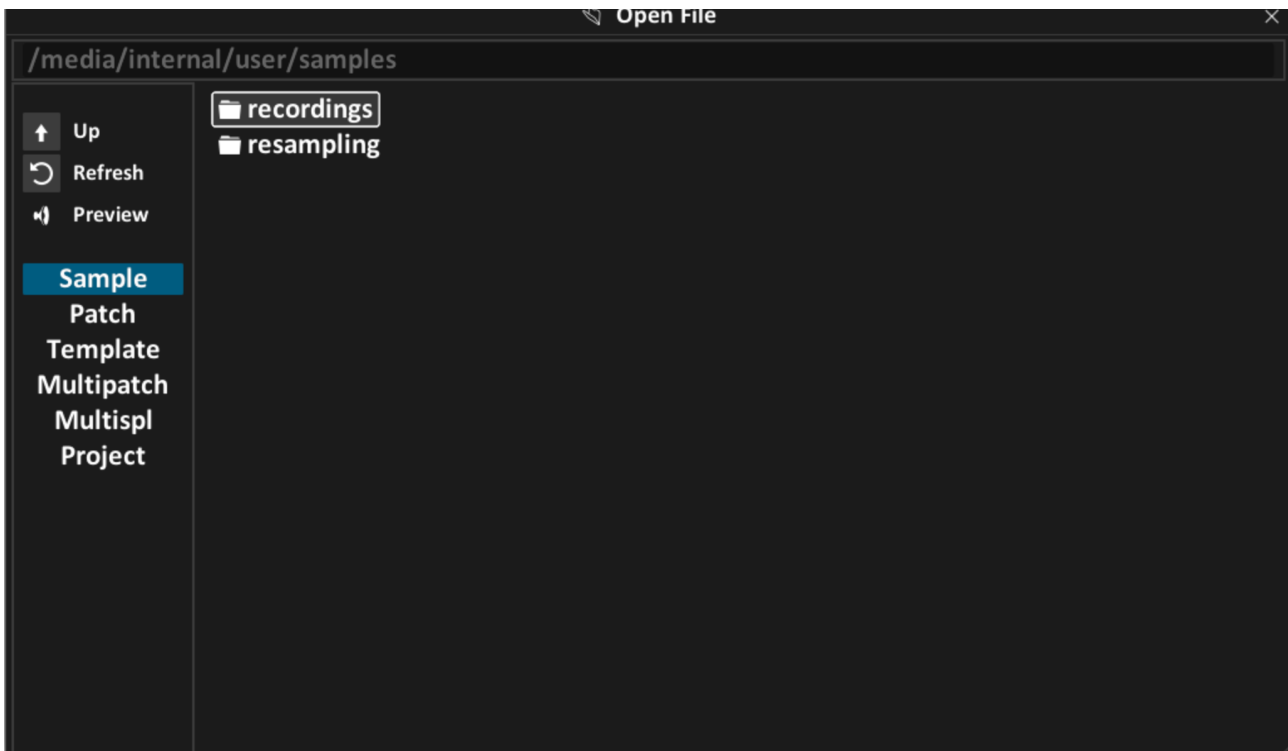 Open File
/media/internal/user/samples
Up
Refresh
Preview
Sample
Patch
Template
Multipatch
Multispl
Project
recordings
resampling